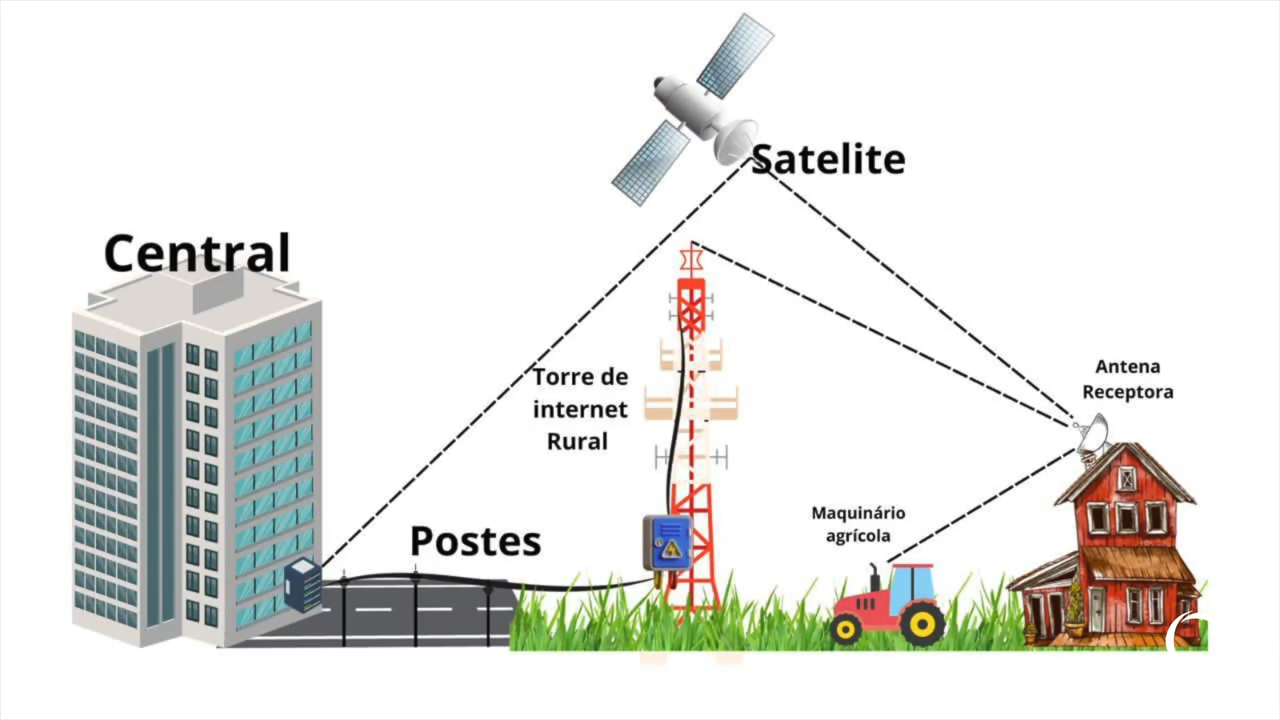 Satelite
Central
Torre de
internet
Rural
Antena
Receptora
Postes
Maquinário
agrícola